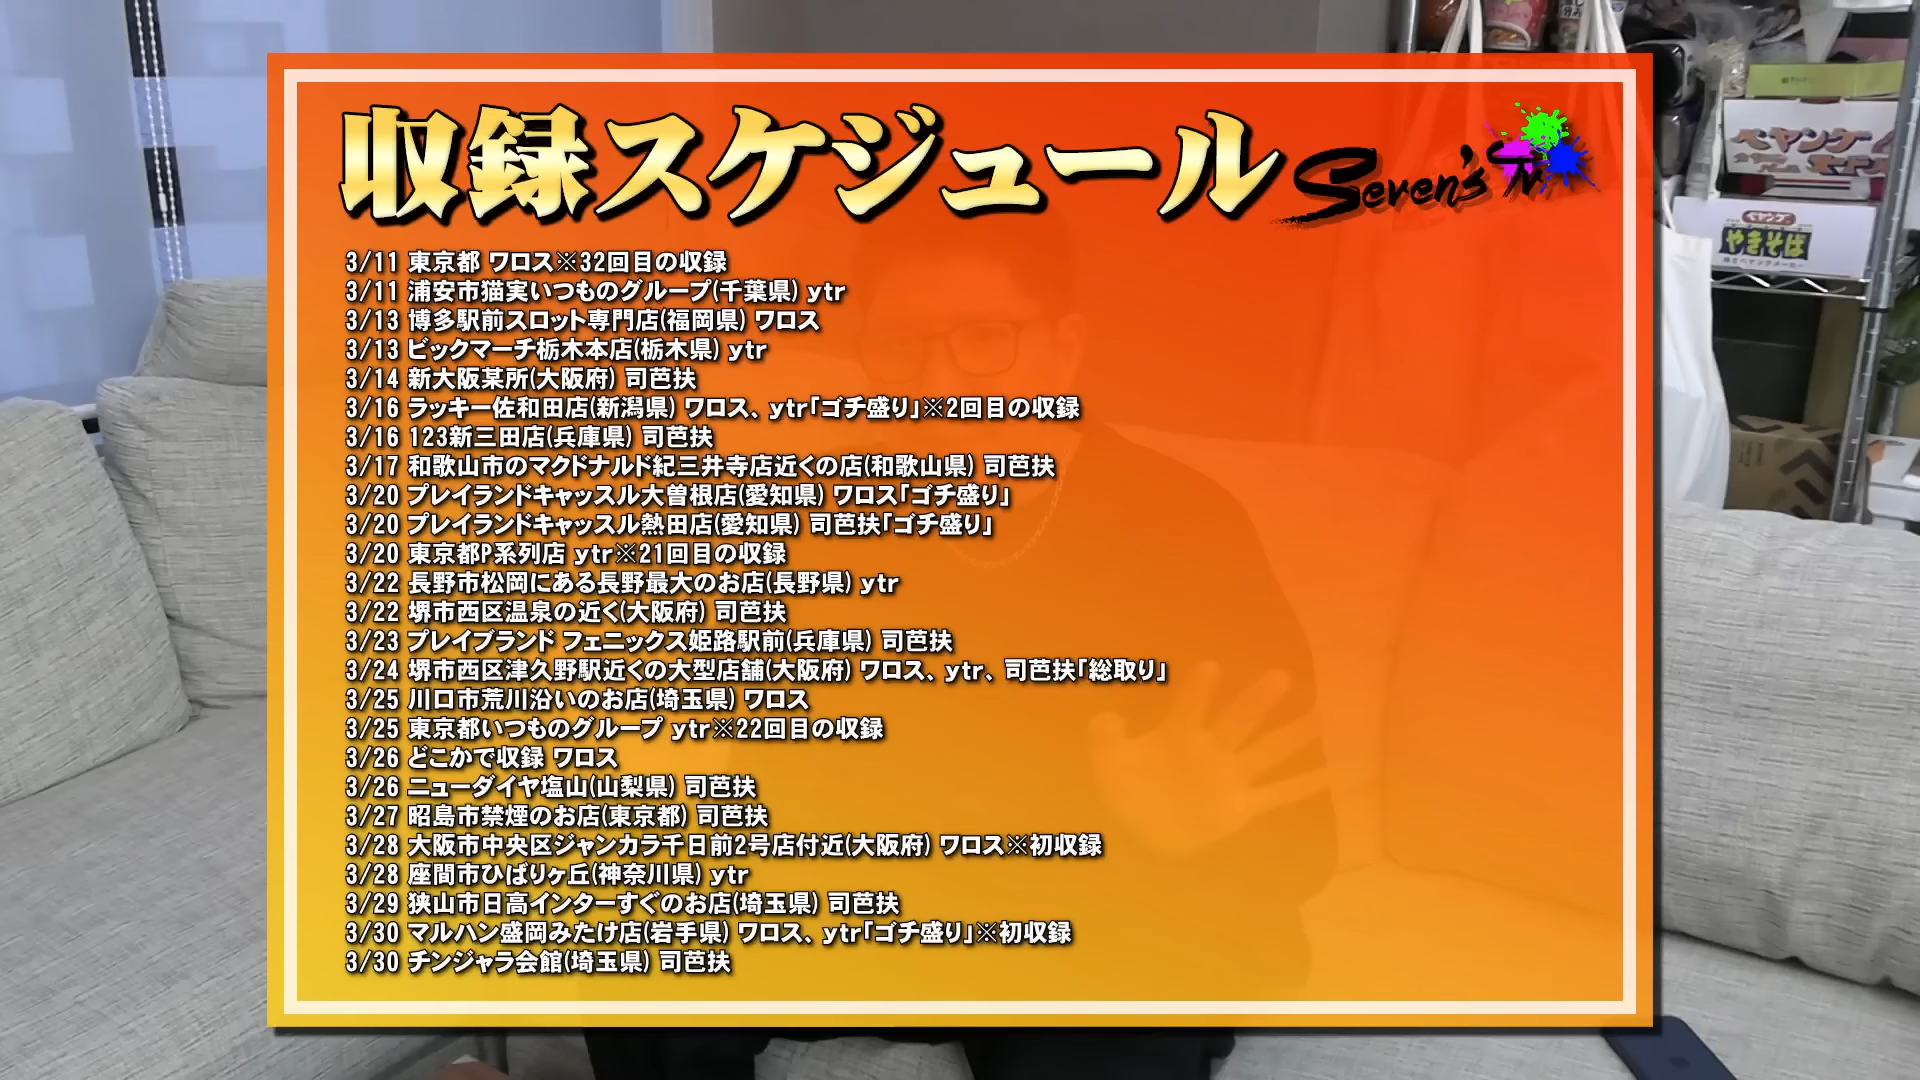 収録スケジュール Seven's TV
3/11 東京都 ワロス※32回目の収録
3/11 浦安市猫実いつものグループ(千葉県) ytr
3/13 博多駅前スロット専門店(福岡県) ワロス
3/13 ビックマーチ栃木本店(栃木県) ytr
3/14 新大阪某所(大阪府) 司芭扶
3/16 ラッキー佐和田店(新潟県) ワロス、ytr「ゴチ盛り」※2回目の収録
3/16 123新三田店(兵庫県) 司芭扶
3/17 和歌山市のマクドナルド紀三井寺店近くの店(和歌山県) 司芭扶
3/20 プレイランドキャッスル大曽根店(愛知県) ワロス「ゴチ盛り」
3/20 プレイランドキャッスル熱田店(愛知県) 司芭扶「ゴチ盛り」
3/20 東京都P系列店 ytr※21回目の収録
3/22 長野市松岡にある長野最大のお店(長野県) ytr
3/22 堺市西区温泉の近く(大阪府) 司芭扶
3/23 プレイブランド フェニックス姫路駅前(兵庫県) 司芭扶
3/24 堺市西区津久野駅近くの大型店舗(大阪府) ワロス、ytr、司芭扶「総取り」
3/25 川口市荒川沿いのお店(埼玉県) ワロス
3/25 東京都いつものグループ ytr※22回目の収録
3/26 どこかで収録 ワロス
3/26 ニューダイヤ塩山(山梨県) 司芭扶
3/27 昭島市禁煙のお店(東京都) 司芭扶
3/28 大阪市中央区ジャンカラ千日前2号店付近(大阪府) ワロス※初収録
3/28 座間市ひばりヶ丘(神奈川県) ytr
3/29 狭山市日高インターすぐのお店(埼玉県) 司芭扶
3/30 マルハン盛岡みたけ店(岩手県) ワロス、ytr「ゴチ盛り」※初収録
3/30 チンジャラ会館(埼玉県) 司芭扶
ペヤング
ペヤング
やきそば